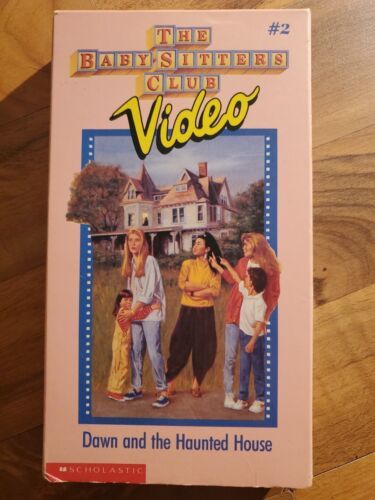 THE
#2
BABY-SITTERS
CLUB
Video
Dawn and the Haunted House
SCHOLASTIC